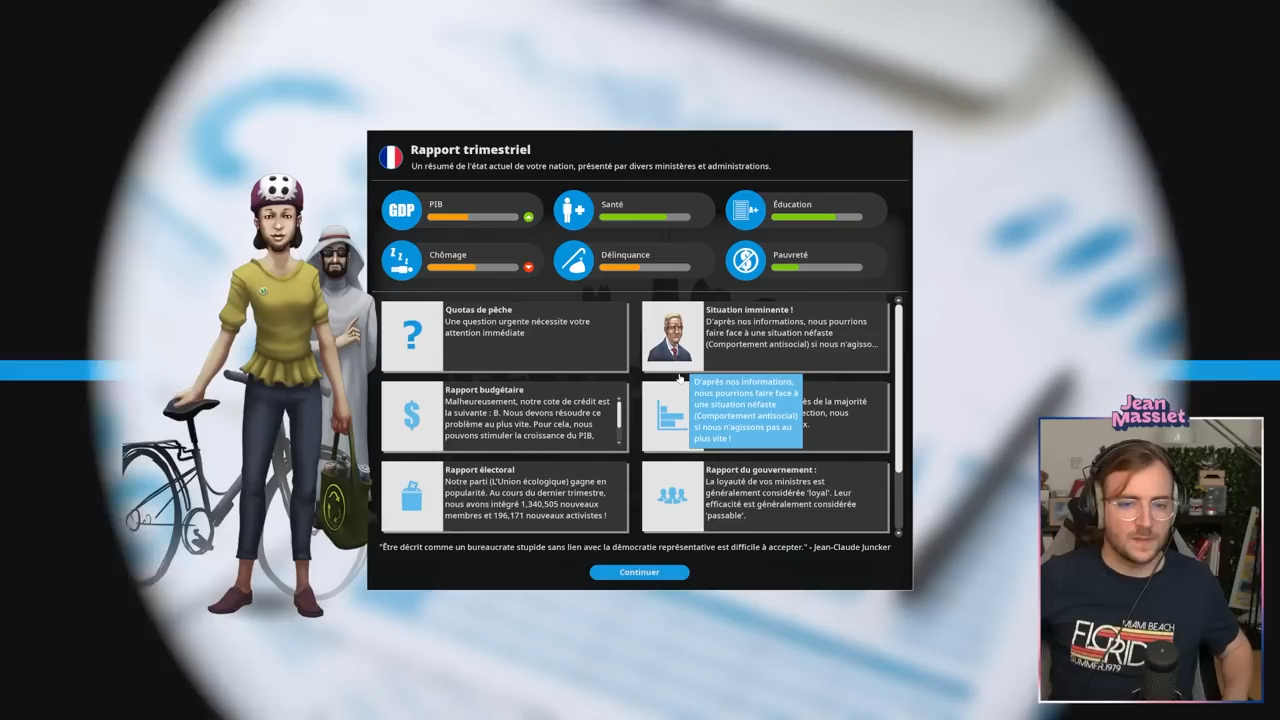 Rapport trimestriel
Un résumé de l'état actuel de votre nation, présenté par divers ministères et administrations.
GDP
PIB
Santé
A+
Éducation
z z z
Chômage
Délinquance
Pauvreté
?
Quotas de pêche
Une question urgente nécessite votre
attention immédiate
Situation imminente !
D'après nos informations, nous pourrions
faire face à une situation néfaste
(Comportement antisocial) si nous n'agisso...
$
Rapport budgétaire
Malheureusement, notre cote de crédit est
la suivante : B. Nous devons résoudre ce
problème au plus vite. Pour cela, nous
pouvons stimuler la croissance du PIB,
D'après nos informations,
nous pourrions faire face à
une situation néfaste
(Comportement antisocial)
si nous n'agissons pas au
plus vite !
de la majorité
nous
Rapport électoral
Notre parti (L'Union écologique) gagne en
popularité. Au cours du dernier trimestre,
nous avons intégré 1,340,505 nouveaux
membres et 196,171 nouveaux activistes !
Rapport du gouvernement :
La loyauté de vos ministres est
généralement considérée 'loyal'. Leur
efficacité est généralement considérée
'passable'.
"Être décrit comme un bureaucrate stupide sans lien avec la démocratie représentative est difficile à accepter." - Jean-Claude Juncker
Continuer
Jean
Massiet
MIAMI BEACH
FLORID
SUMMER 1979